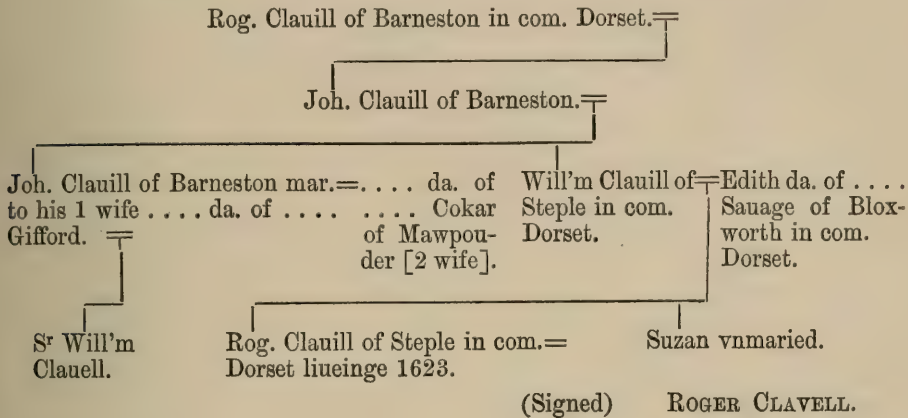 Rog. Clauill of Barneston in com. Dorset.=
Joh. Clauill of Barneston.=
Joh. Clauill of Barneston mar.=. . . . da. of
to his 1 wife . . . . da. of . . . . . . . . Cokar
Gifford. = of Mawpou-
der [2 wife].
Will'm Clauill of=Edith da. of . . . .
Steple in com. Sauage of Blox-
Dorset. worth in com.
Dorset.
Sr Will'm
Clauell.
Rog. Clauill of Steple in com.=
Dorset liueinge 1623.
Suzan vnmaried.
(Signed) ROGER CLAVELL.